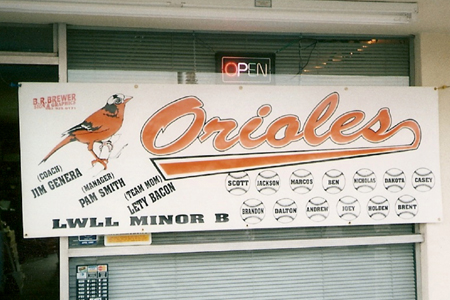 OPEN
D.R. BREWER
Orioles
(COACH)
JIM GENERA
(MANAGER)
PAM SMITH
(TEAM MOM)
LETY BACON
SCOTT JACKSON MARCOS BEN NICHOLAS DAKOTA CASEY
BRANDON DALTON ANDREW JOEY HOLDEN BRENT
LWLL MINOR B